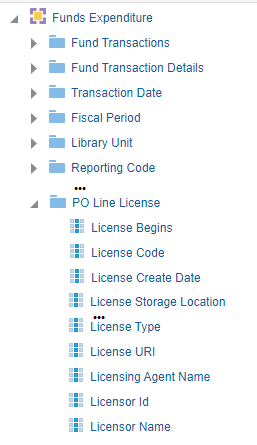 Funds Expenditure
Fund Transactions
Fund Transaction Details
Transaction Date
Fiscal Period
Library Unit
Reporting Code
...
PO Line License
License Begins
License Code
License Create Date
License Storage Location
...
License Type
License URI
Licensing Agent Name
Licensor Id
Licensor Name